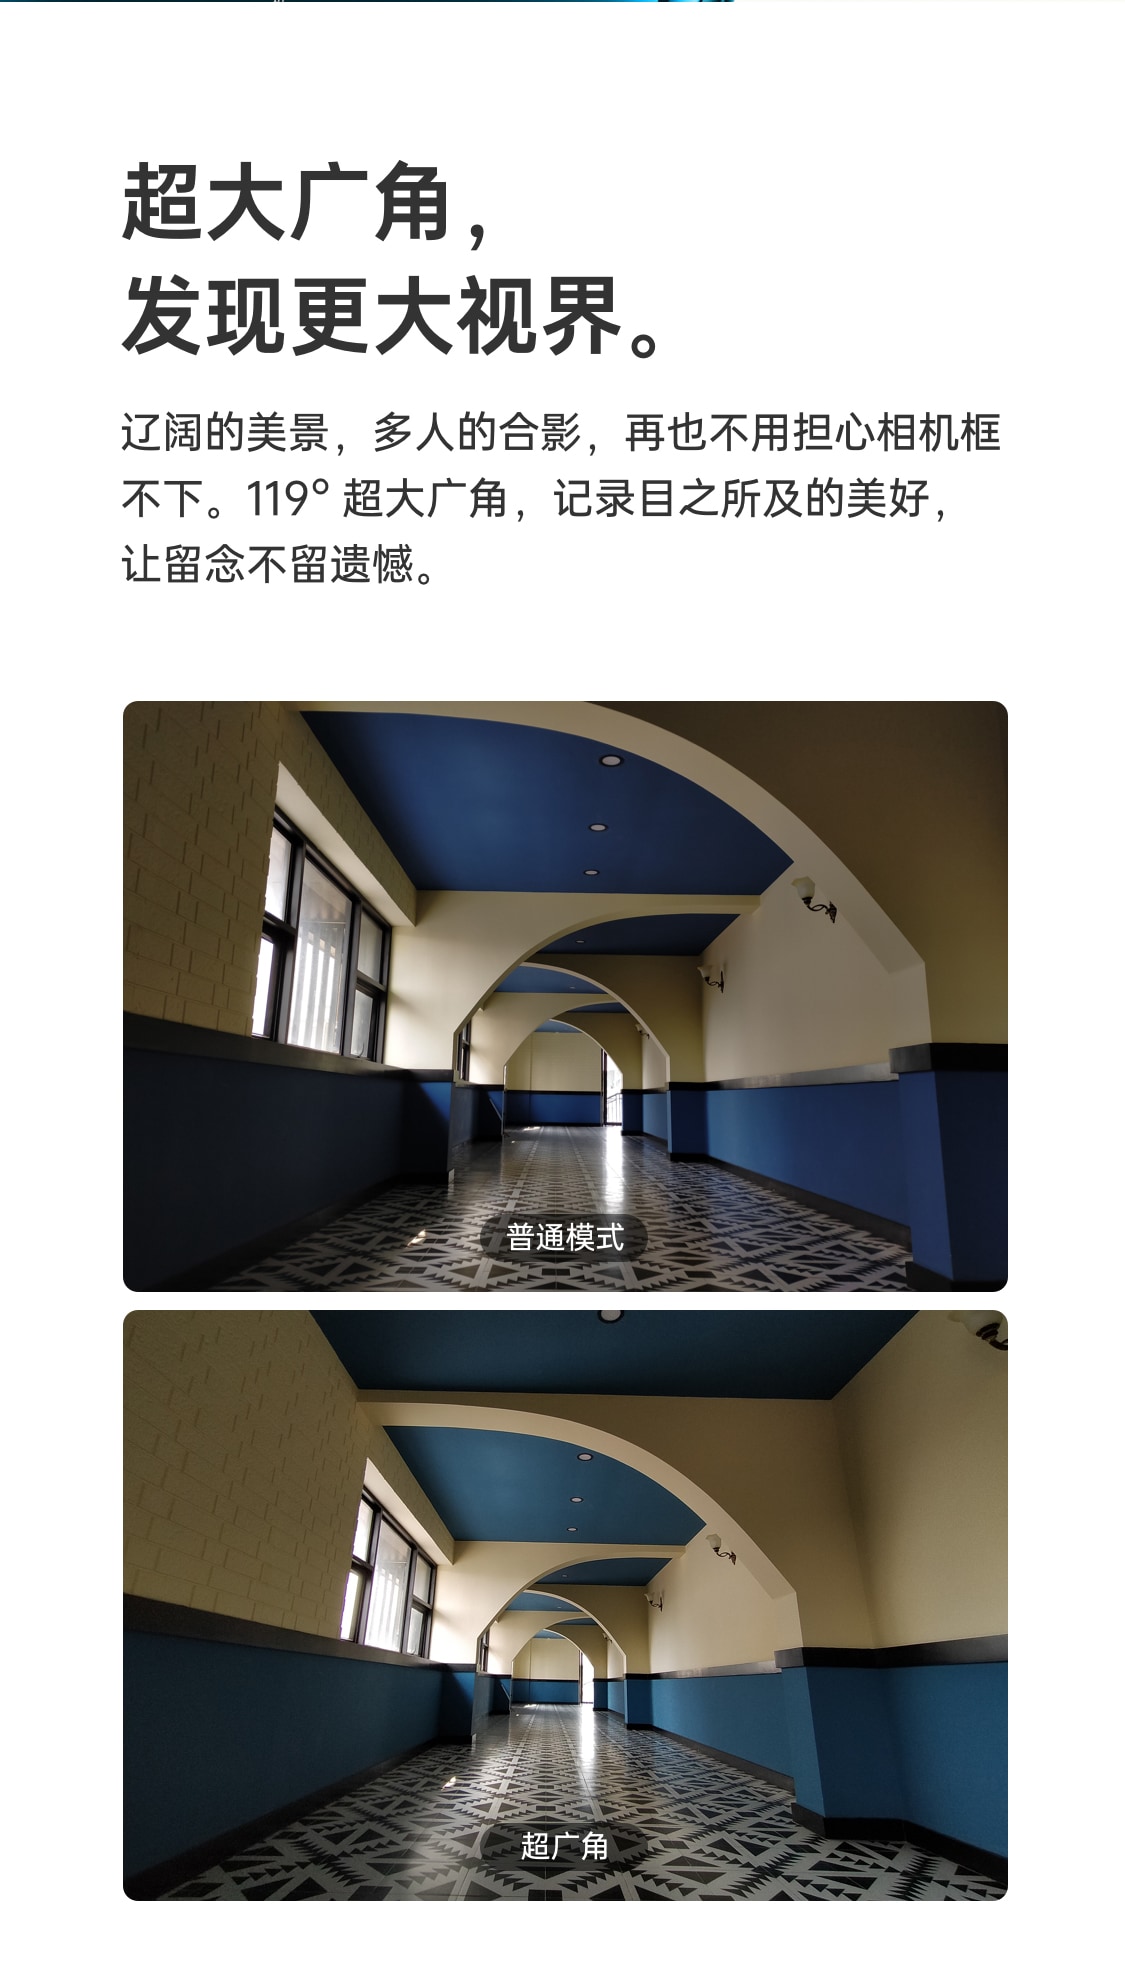 超大广角，
发现更大视界。
辽阔的美景，多人的合影，再也不用担心相机框
不下。119° 超大广角，记录目之所及的美好，
让留念不留遗憾。
普通模式
超广角